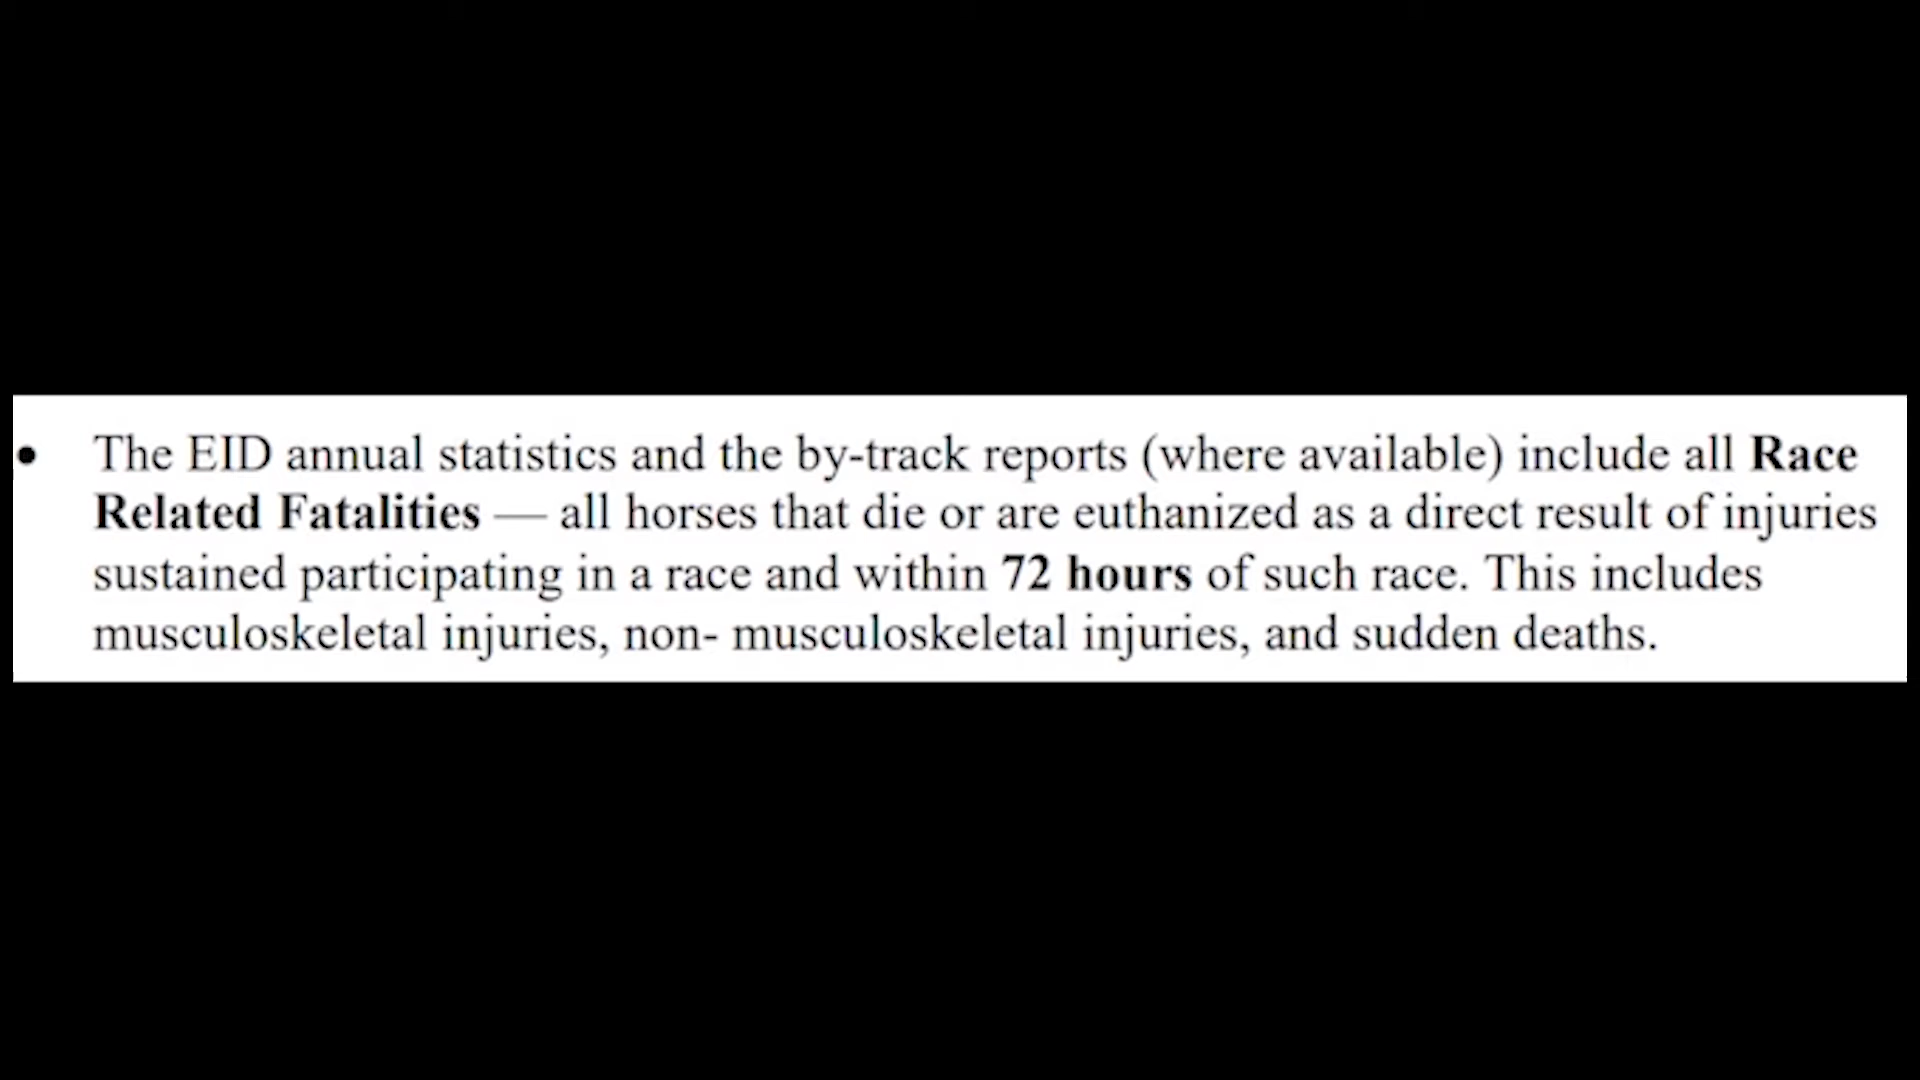 • The EID annual statistics and the by-track reports (where available) include all Race
Related Fatalities — all horses that die or are euthanized as a direct result of injuries
sustained participating in a race and within 72 hours of such race. This includes
musculoskeletal injuries, non- musculoskeletal injuries, and sudden deaths.